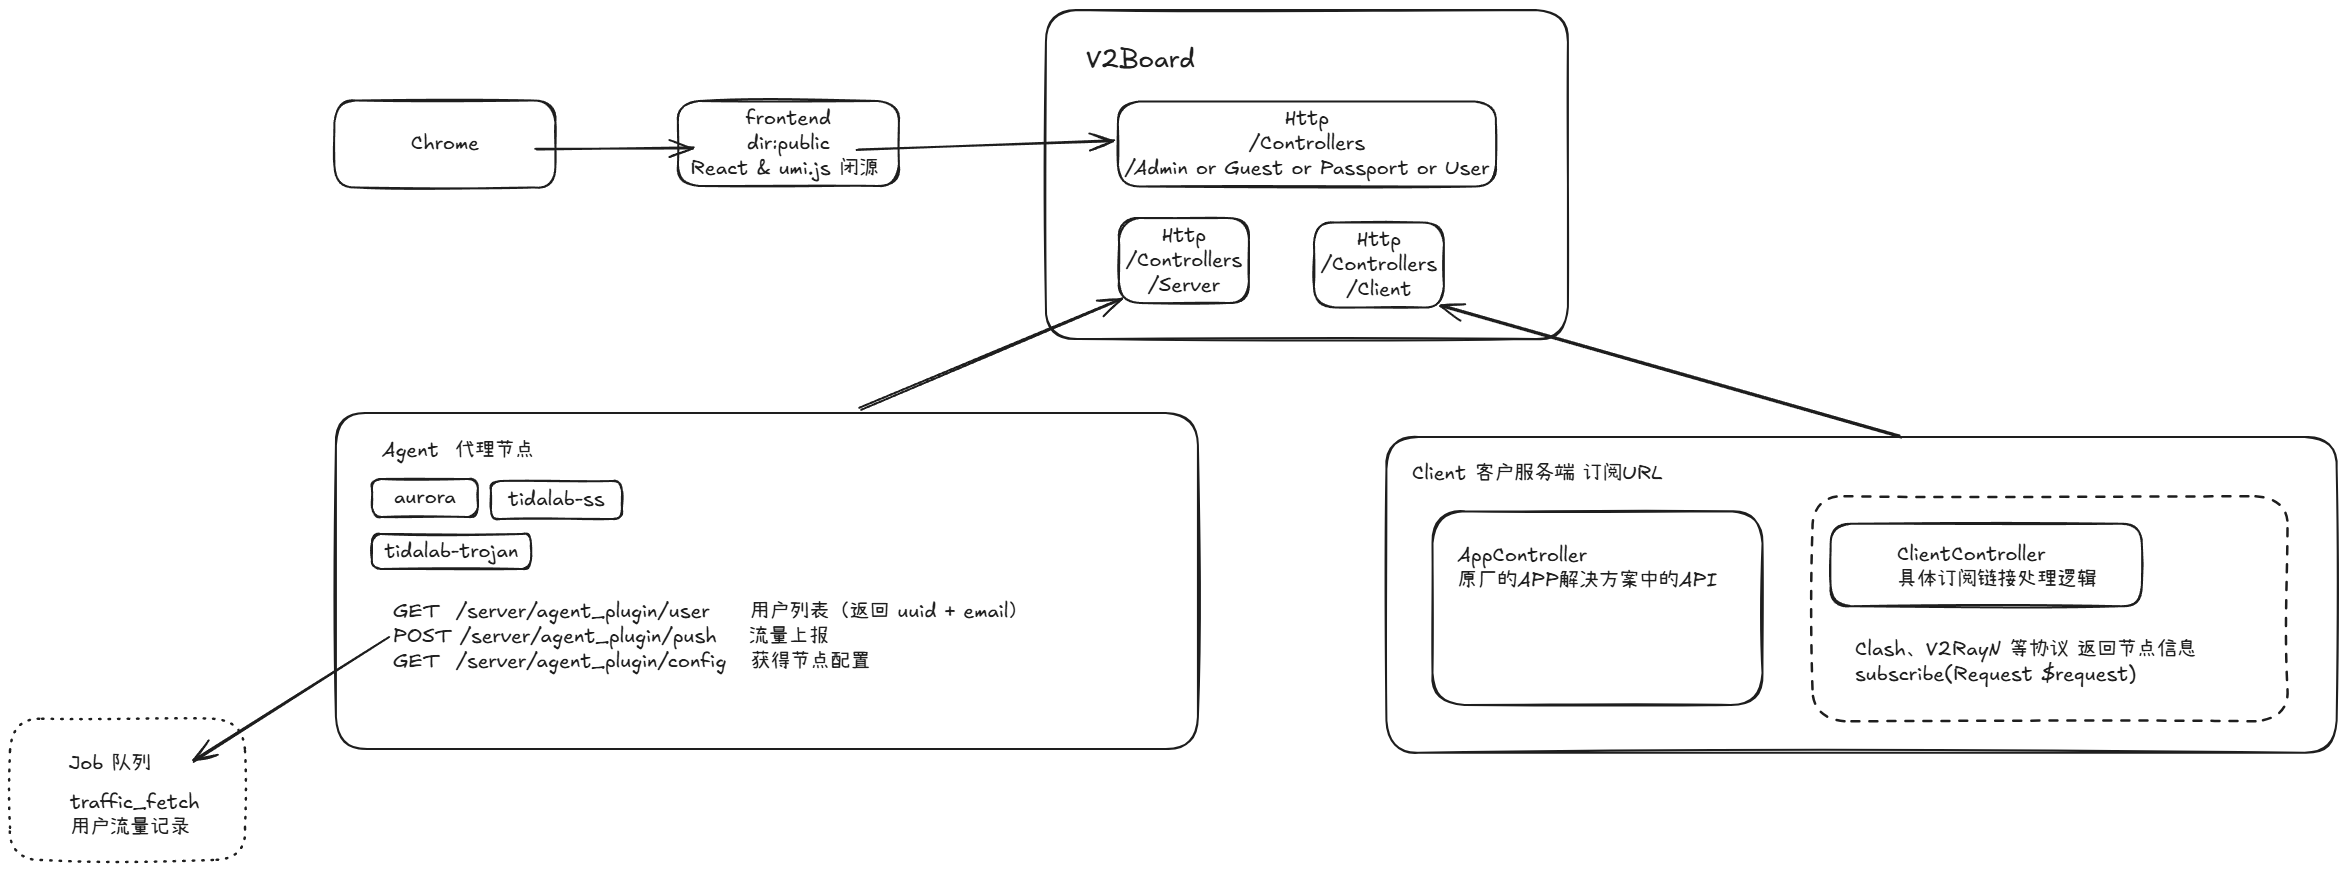 V2Board
Chrome
frontend
dir:public
React & umi.js 闭源
Http
/Controllers
/Admin or Guest or Passport or User
Http
/Controllers
/Server
Http
/Controllers
/Client
Agent 代理节点
aurora
tidalab-ss
tidalab-trojan
GET /server/agent_plugin/user 用户列表（返回 uuid + email）
POST /server/agent_plugin/push 流量上报
GET /server/agent_plugin/config 获得节点配置
Job 队列
traffic_fetch
用户流量记录
Client 客户服务端 订阅URL
AppController
原厂的APP解决方案中的API
ClientController
具体订阅链接处理逻辑
Clash、V2RayN 等协议 返回节点信息
subscribe(Request $request)